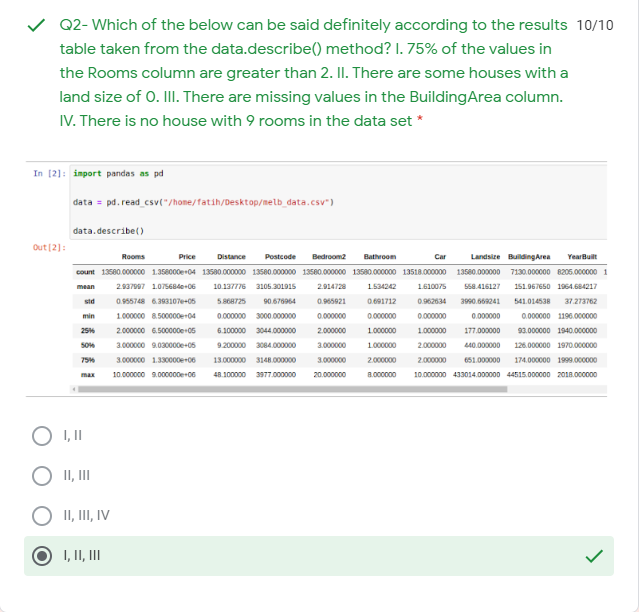 Q2- Which of the below can be said definitely according to the results 10/10
table taken from the data.describe() method? I. 75% of the values in
the Rooms column are greater than 2. II. There are some houses with a
land size of 0. III. There are missing values in the BuildingArea column.
IV. There is no house with 9 rooms in the data set *
In [2]: import pandas as pd
data = pd.read_csv("/home/fatih/Desktop/melb_data.csv")
data.describe()
Out[2]:
Rooms Price Distance Postcode Bedroom2 Bathroom Car Landsize BuildingArea YearBuilt
count 13580.000000 1.358000e+04 13580.000000 13580.000000 13580.000000 13580.000000 13518.000000 13580.000000 7130.000000 8205.000000 1
mean 2.937997 1.075684e+06 10.137776 3105.301915 2.914728 1.534242 1.610075 558.416127 151.967650 1964.684217
std 0.955748 6.393107e+05 5.868725 90.676964 0.965921 0.691712 0.962634 3990.669241 541.014538 37.273762
min 1.000000 8.500000e+04 0.000000 3000.000000 0.000000 0.000000 0.000000 0.000000 0.000000 1196.000000
25% 2.000000 6.500000e+05 6.100000 3044.000000 2.000000 1.000000 1.000000 177.000000 93.000000 1940.000000
50% 3.000000 9.030000e+05 9.200000 3084.000000 3.000000 1.000000 2.000000 440.000000 126.000000 1970.000000
75% 3.000000 1.330000e+06 13.000000 3148.000000 3.000000 2.000000 2.000000 651.000000 174.000000 1999.000000
max 10.000000 9.000000e+06 48.100000 3977.000000 20.000000 8.000000 10.000000 433014.000000 44515.000000 2018.000000
I, II
II, III
II, III, IV
I, II, III